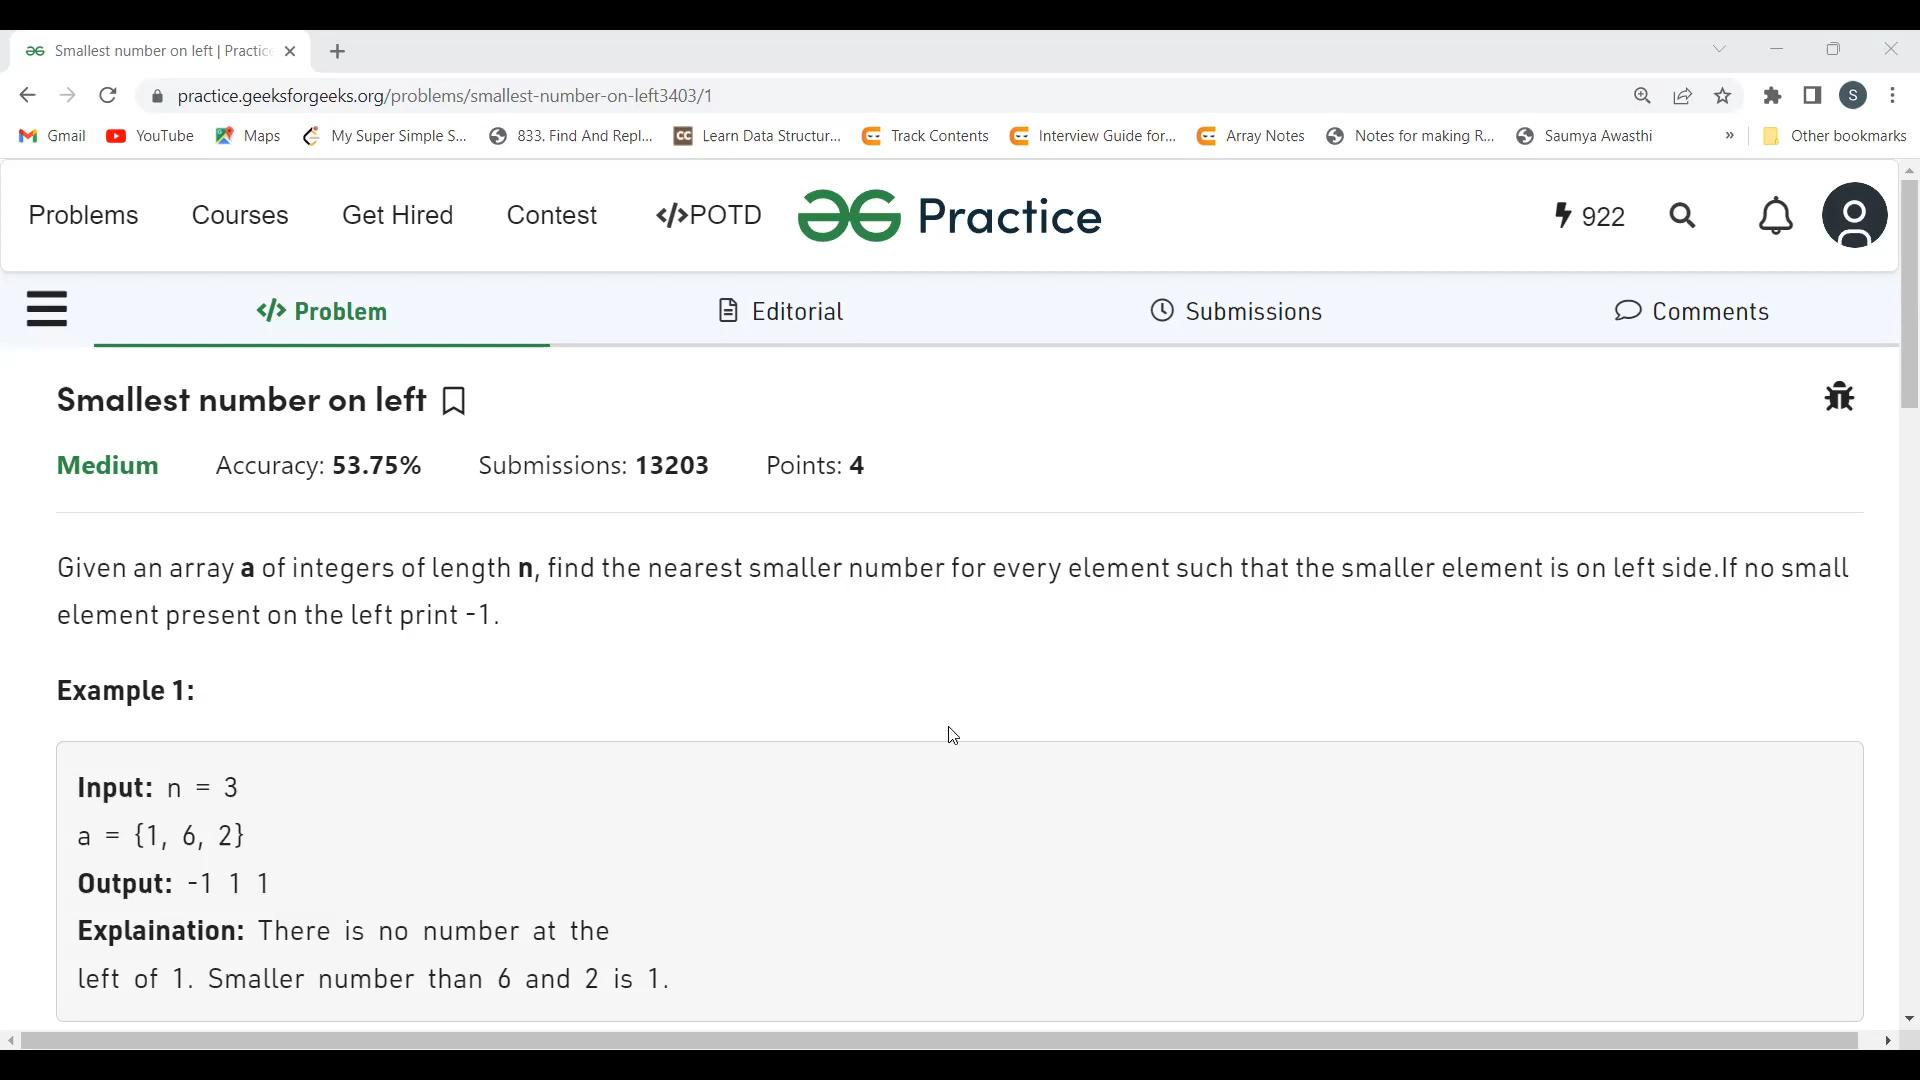 Smallest number on left | Practice
practice.geeksforgeeks.org/problems/smallest-number-on-left3403/1
S
Gmail YouTube Maps My Super Simple S... 833. Find And Repl... Learn Data Structur... Track Contents Interview Guide for... Array Notes Notes for making R... Saumya Awasthi » Other bookmarks
Problems Courses Get Hired Contest </>POTD Practice 922
</> Problem Editorial Submissions Comments
Smallest number on left
Medium Accuracy: 53.75% Submissions: 13203 Points: 4
Given an array a of integers of length n, find the nearest smaller number for every element such that the smaller element is on left side.If no small
element present on the left print -1.
Example 1:
Input: n = 3
a = {1, 6, 2}
Output: -1 1 1
Explaination: There is no number at the
left of 1. Smaller number than 6 and 2 is 1.